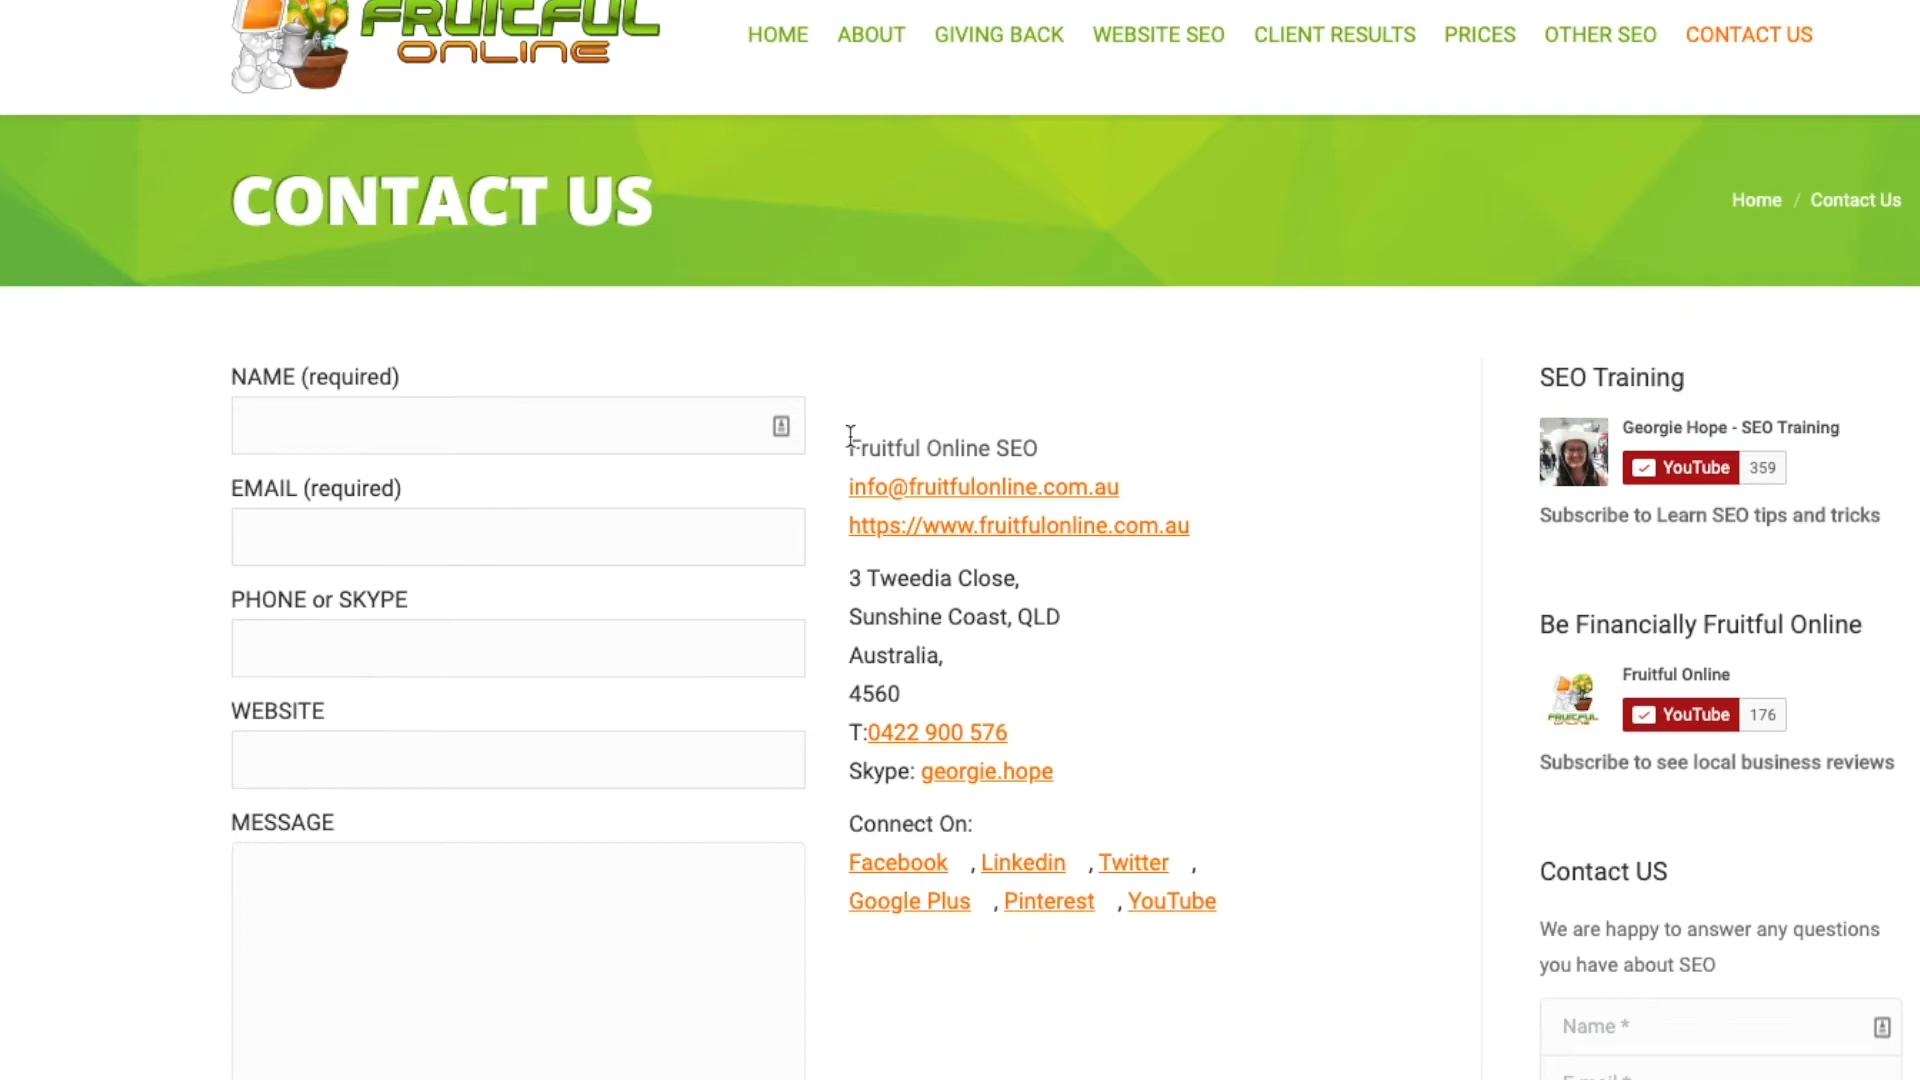 FRUITFUL
ONLINE
HOME ABOUT GIVING BACK WEBSITE SEO CLIENT RESULTS PRICES OTHER SEO CONTACT US
CONTACT US
Home / Contact Us
NAME (required)
EMAIL (required)
PHONE or SKYPE
WEBSITE
MESSAGE
Fruitful Online SEO
info@fruitfulonline.com.au
https://www.fruitfulonline.com.au
3 Tweedia Close,
Sunshine Coast, QLD
Australia,
4560
T:0422 900 576
Skype: georgie.hope
Connect On:
Facebook , Linkedin , Twitter ,
Google Plus , Pinterest , YouTube
SEO Training
Georgie Hope - SEO Training
YouTube 359
Subscribe to Learn SEO tips and tricks
Be Financially Fruitful Online
Fruitful Online
FRUITFUL
ONLINE
YouTube 176
Subscribe to see local business reviews
Contact US
We are happy to answer any questions
you have about SEO
Name *